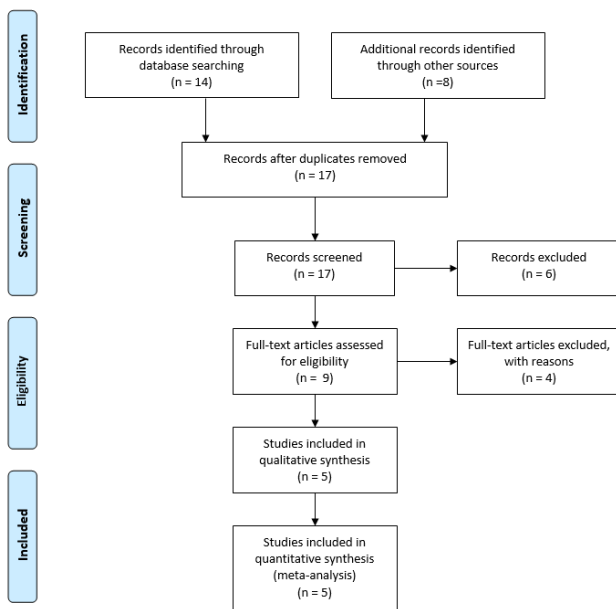 Identification
Records identified through
database searching
(n = 14)
Additional records identified
through other sources
(n =8)
Records after duplicates removed
(n = 17)
Screening
Records screened
(n = 17)
Records excluded
(n = 6)
Eligibility
Full-text articles assessed
for eligibility
(n = 9)
Full-text articles excluded,
with reasons
(n = 4)
Studies included in
qualitative synthesis
(n = 5)
Included
Studies included in
quantitative synthesis
(meta-analysis)
(n = 5)